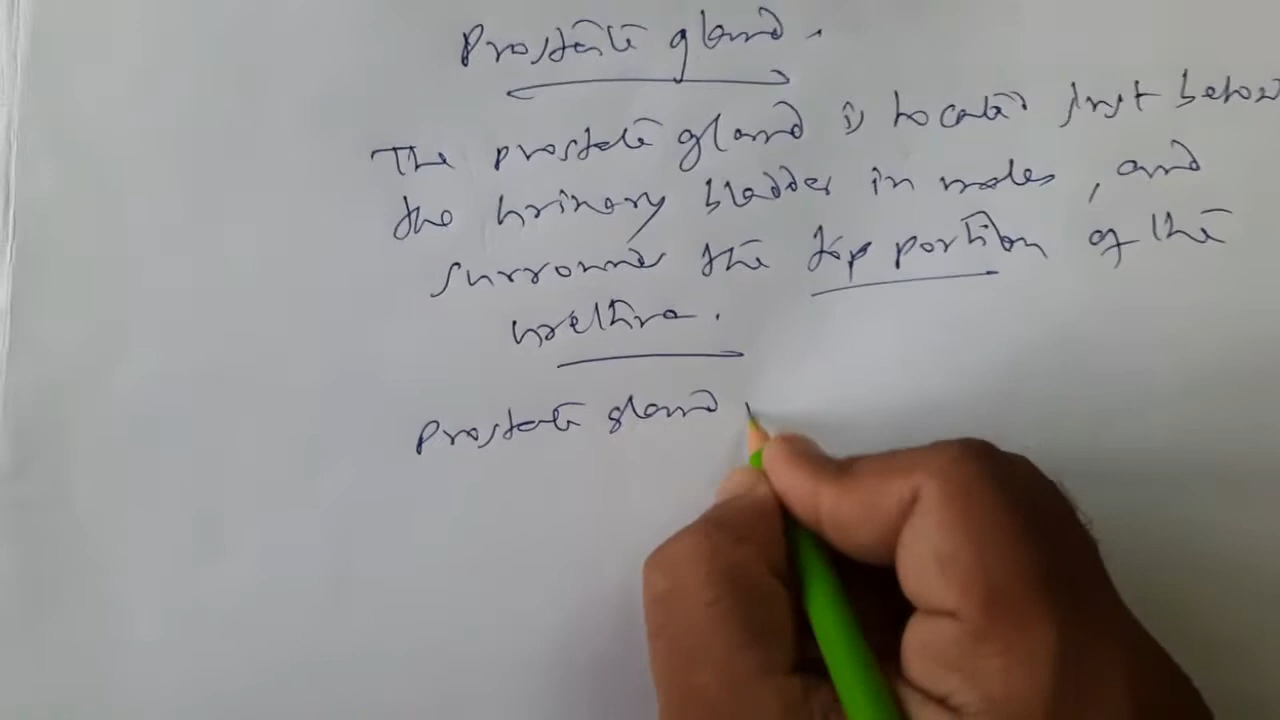 Prostate gland.
The prostate gland is located just below
the urinary bladder in males, and
surrounds the top portion of the
urethra.
Prostate gland